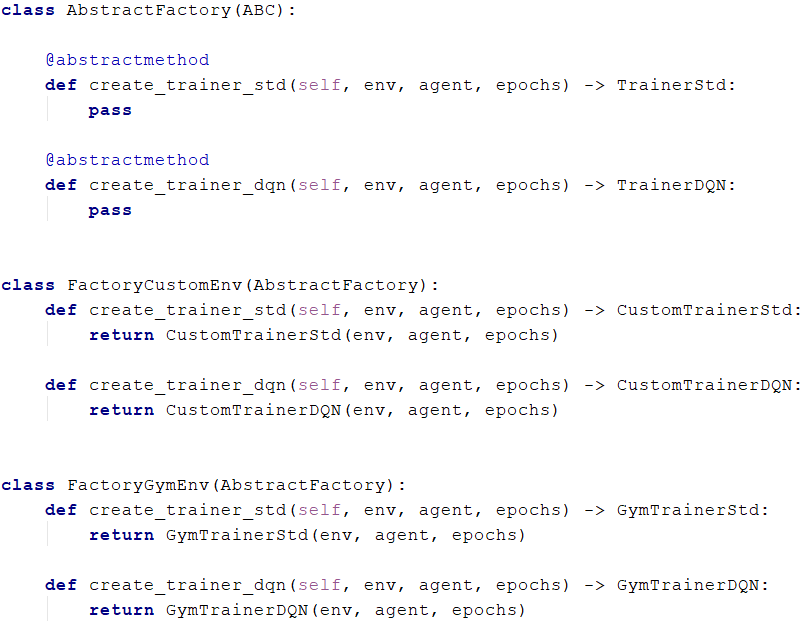 class AbstractFactory(ABC):
@abstractmethod
def create_trainer_std(self, env, agent, epochs) -> TrainerStd:
pass
@abstractmethod
def create_trainer_dqn(self, env, agent, epochs) -> TrainerDQN:
pass
class FactoryCustomEnv(AbstractFactory):
def create_trainer_std(self, env, agent, epochs) -> CustomTrainerStd:
return CustomTrainerStd(env, agent, epochs)
def create_trainer_dqn(self, env, agent, epochs) -> CustomTrainerDQN:
return CustomTrainerDQN(env, agent, epochs)
class FactoryGymEnv(AbstractFactory):
def create_trainer_std(self, env, agent, epochs) -> GymTrainerStd:
return GymTrainerStd(env, agent, epochs)
def create_trainer_dqn(self, env, agent, epochs) -> GymTrainerDQN:
return GymTrainerDQN(env, agent, epochs)